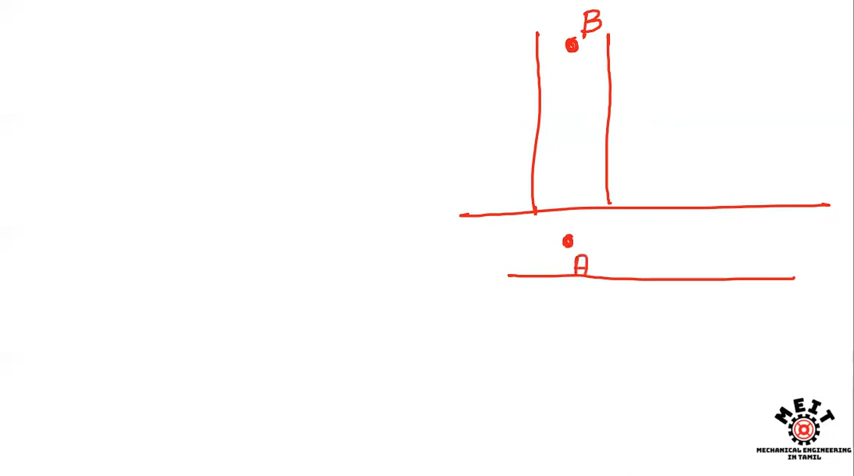 B
A
MEIT
MECHANICAL ENGINEERING
IN TAMIL